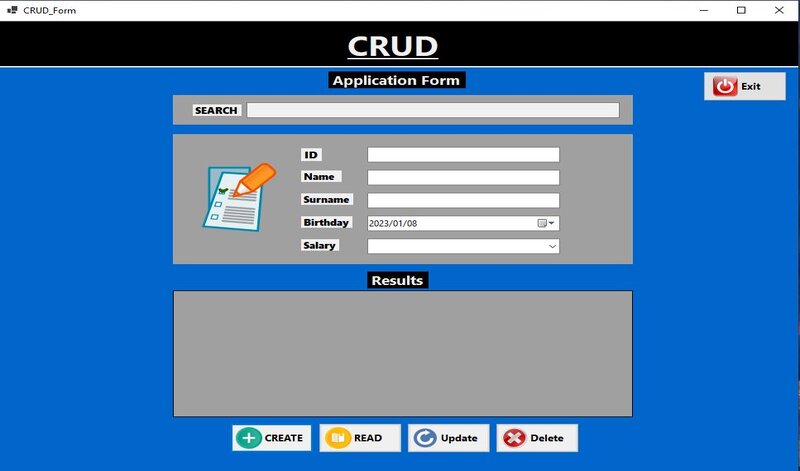 CRUD_Form
CRUD
Application Form
Exit
SEARCH
ID
Name
Surname
Birthday 2023/01/08
Salary
Results
CREATE READ Update Delete